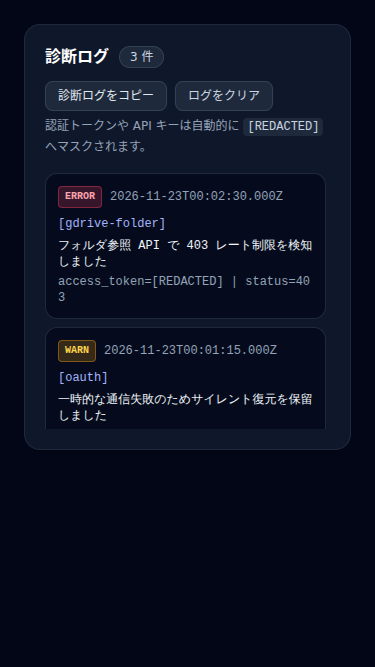 診断ログ 3 件
診断ログをコピー ログをクリア
認証トークンや API キーは自動的に [REDACTED]
へマスクされます。
ERROR 2026-11-23T00:02:30.000Z
[gdrive-folder]
フォルダ参照 API で 403 レート制限を検知
しました
access_token=[REDACTED] | status=40
3
WARN 2026-11-23T00:01:15.000Z
[oauth]
一時的な通信失敗のためサイレント復元を保留
しました